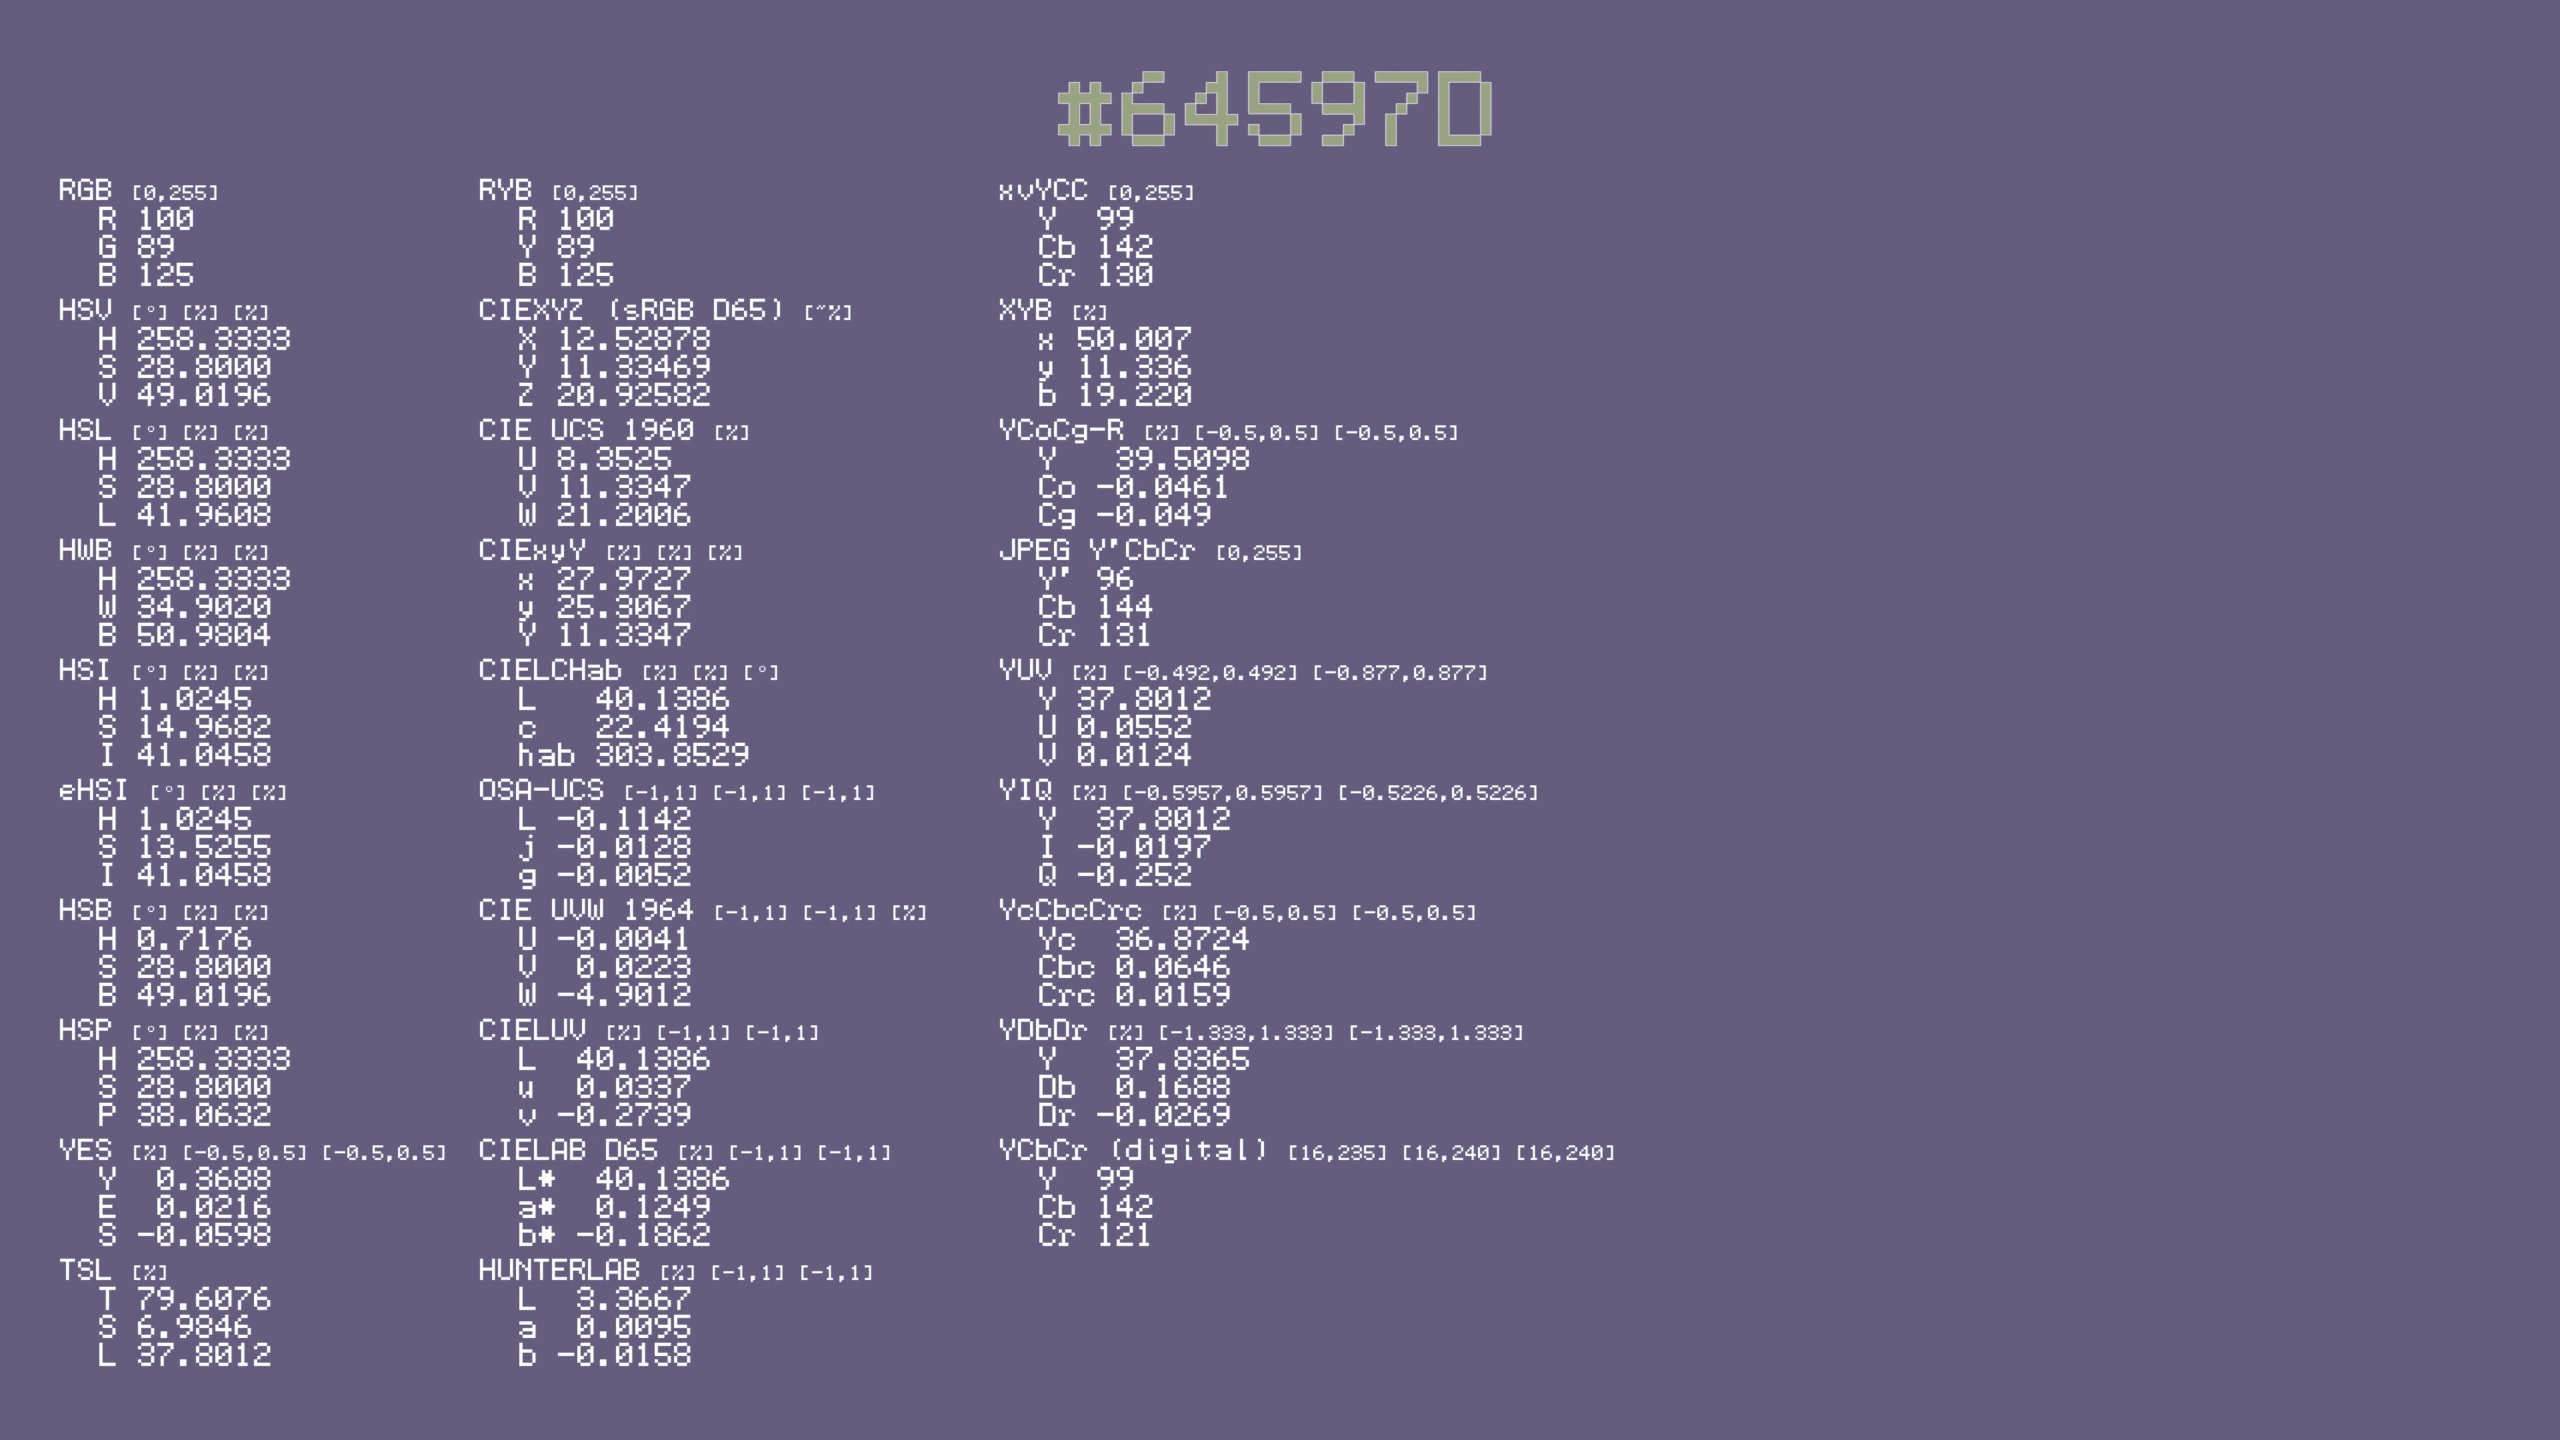 #64597D
RGB [0,255]
R 100
G 89
B 125
HSV [°] [%] [%]
H 258.3333
S 28.8000
V 49.0196
HSL [°] [%] [%]
H 258.3333
S 28.8000
L 41.9608
HWB [°] [%] [%]
H 258.3333
W 34.9020
B 50.9804
HSI [°] [%] [%]
H 1.0245
S 14.9682
I 41.0458
eHSI [°] [%] [%]
H 1.0245
S 13.5255
I 41.0458
HSB [°] [%] [%]
H 0.7176
S 28.8000
B 49.0196
HSP [°] [%] [%]
H 258.3333
S 28.8000
P 38.0632
YES [%] [-0.5,0.5] [-0.5,0.5]
Y 0.3688
E 0.0216
S -0.0598
TSL [%]
T 79.6076
S 6.9846
L 37.8012
RYB [0,255]
R 100
Y 89
B 125
CIEXYZ (sRGB D65) [~%]
X 12.52878
Y 11.33469
Z 20.92582
CIE UCS 1960 [%]
U 8.3525
V 11.3347
W 21.2006
CIExyY [%] [%] [%]
x 27.9727
y 25.3067
Y 11.3347
CIELCHab [%] [%] [°]
L 40.1386
c 22.4194
hab 303.8529
OSA-UCS [-1,1] [-1,1] [-1,1]
L -0.1142
j -0.0128
g -0.0052
CIE UVW 1964 [-1,1] [-1,1] [%]
U -0.0041
V 0.0223
W -4.9012
CIELUV [%] [-1,1] [-1,1]
L 40.1386
u 0.0337
v -0.2739
CIELAB D65 [%] [-1,1] [-1,1]
L* 40.1386
a* 0.1249
b* -0.1862
HUNTERLAB [%] [-1,1] [-1,1]
L 3.3667
a 0.0095
b -0.0158
xvYCC [0,255]
Y 99
Cb 142
Cr 130
XYB [%]
x 50.007
y 11.336
b 19.220
YCoCg-R [%] [-0.5,0.5] [-0.5,0.5]
Y 39.5098
Co -0.0461
Cg -0.049
JPEG Y'CbCr [0,255]
Y' 96
Cb 144
Cr 131
YUV [%] [-0.492,0.492] [-0.877,0.877]
Y 37.8012
U 0.0552
V 0.0124
YIQ [%] [-0.5957,0.5957] [-0.5226,0.5226]
Y 37.8012
I -0.0197
Q -0.252
YcCbcCrc [%] [-0.5,0.5] [-0.5,0.5]
Yc 36.8724
Cbc 0.0646
Crc 0.0159
YDbDr [%] [-1.333,1.333] [-1.333,1.333]
Y 37.8365
Db 0.1688
Dr -0.0269
YCbCr (digital) [16,235] [16,240] [16,240]
Y 99
Cb 142
Cr 121